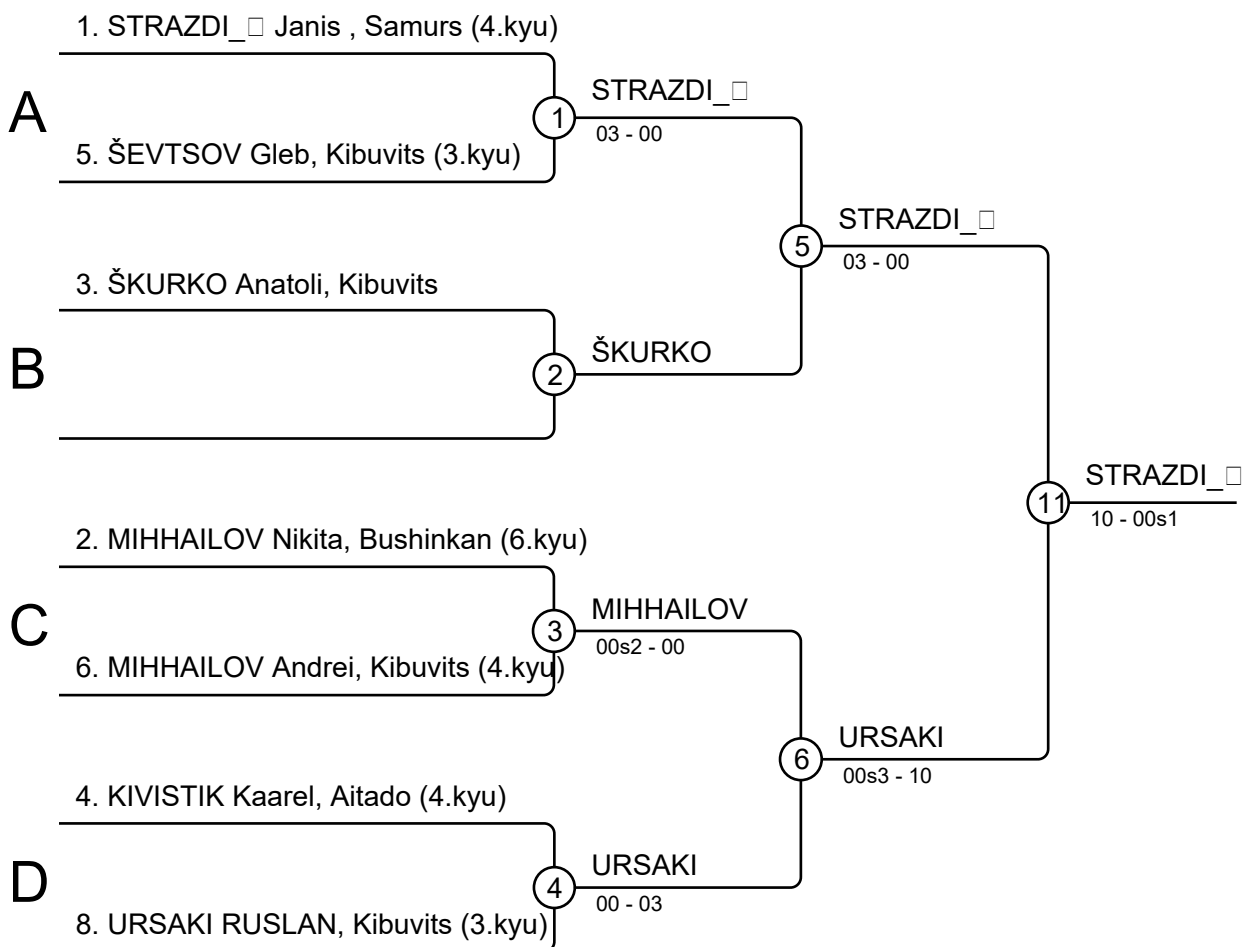 1. STRAZDI_□ Janis , Samurs (4.kyu)
A
1
STRAZDI_□
03 - 00
5. ŠEVTSOV Gleb, Kibuvits (3.kyu)
5
STRAZDI_□
03 - 00
3. ŠKURKO Anatoli, Kibuvits
B
2
ŠKURKO
11
STRAZDI_□
10 - 00s1
2. MIHHAILOV Nikita, Bushinkan (6.kyu)
C
3
MIHHAILOV
00s2 - 00
6. MIHHAILOV Andrei, Kibuvits (4.kyu)
6
URSAKI
00s3 - 10
4. KIVISTIK Kaarel, Aitado (4.kyu)
D
4
URSAKI
00 - 03
8. URSAKI RUSLAN, Kibuvits (3.kyu)